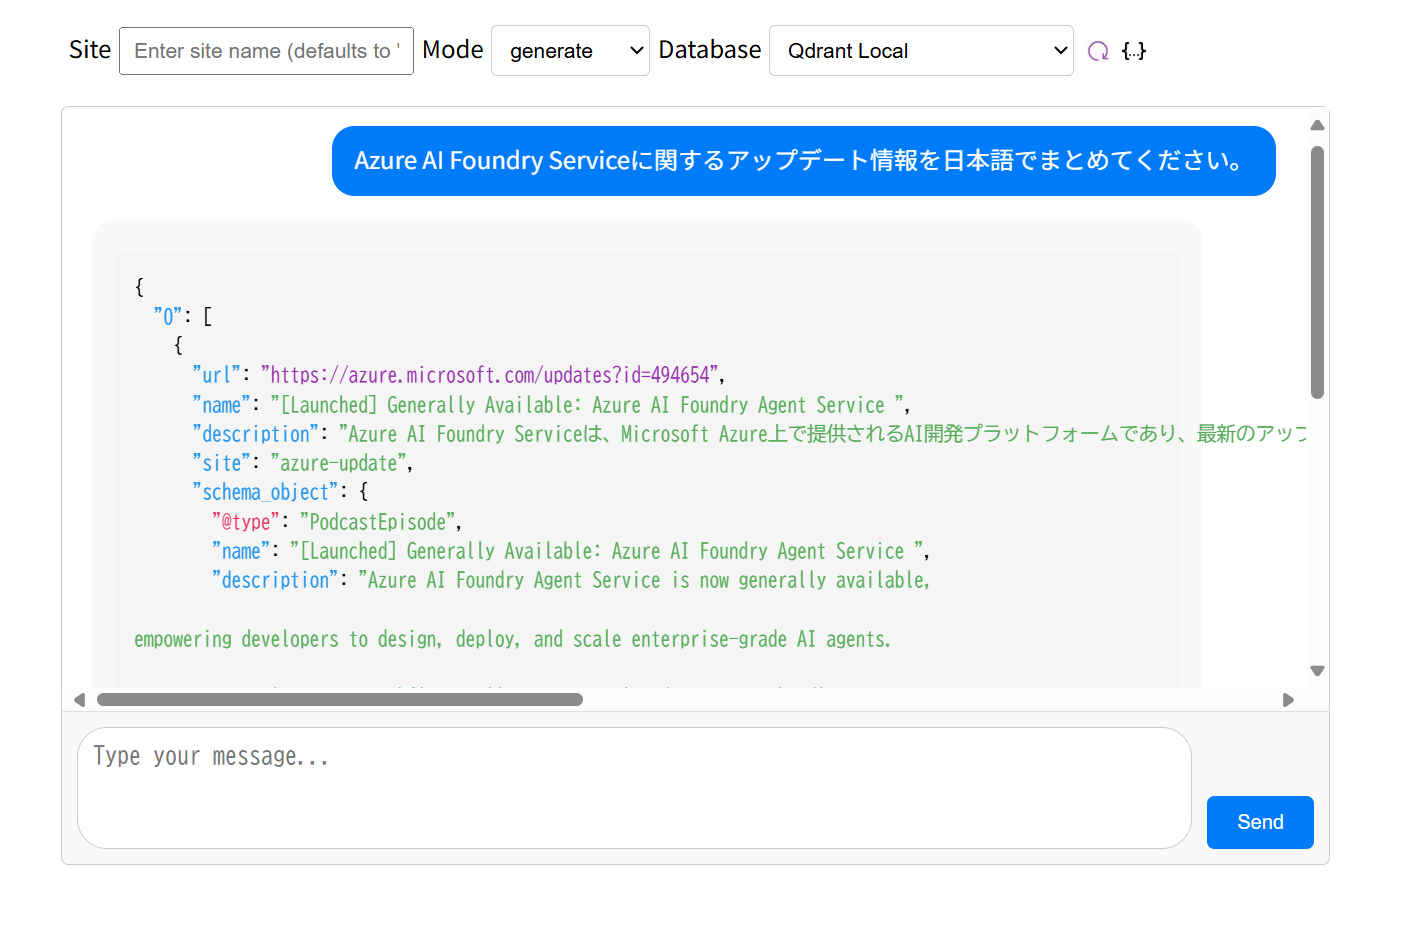 Site Enter site name (defaults to ' Mode generate Database Qdrant Local {...}
Azure AI Foundry Serviceに関するアップデート情報を日本語でまとめてください。
{
"0": [
{
"url": "https://azure.microsoft.com/updates?id=494654",
"name": "[Launched] Generally Available: Azure AI Foundry Agent Service ",
"description": "Azure AI Foundry Serviceは、Microsoft Azure上で提供されるAI開発プラットフォームであり、最新のアップ
"site": "azure-update",
"schema_object": {
"@type": "PodcastEpisode",
"name": "[Launched] Generally Available: Azure AI Foundry Agent Service ",
"description": "Azure AI Foundry Agent Service is now generally available,
empowering developers to design, deploy, and scale enterprise-grade AI agents.
Type your message...
Send